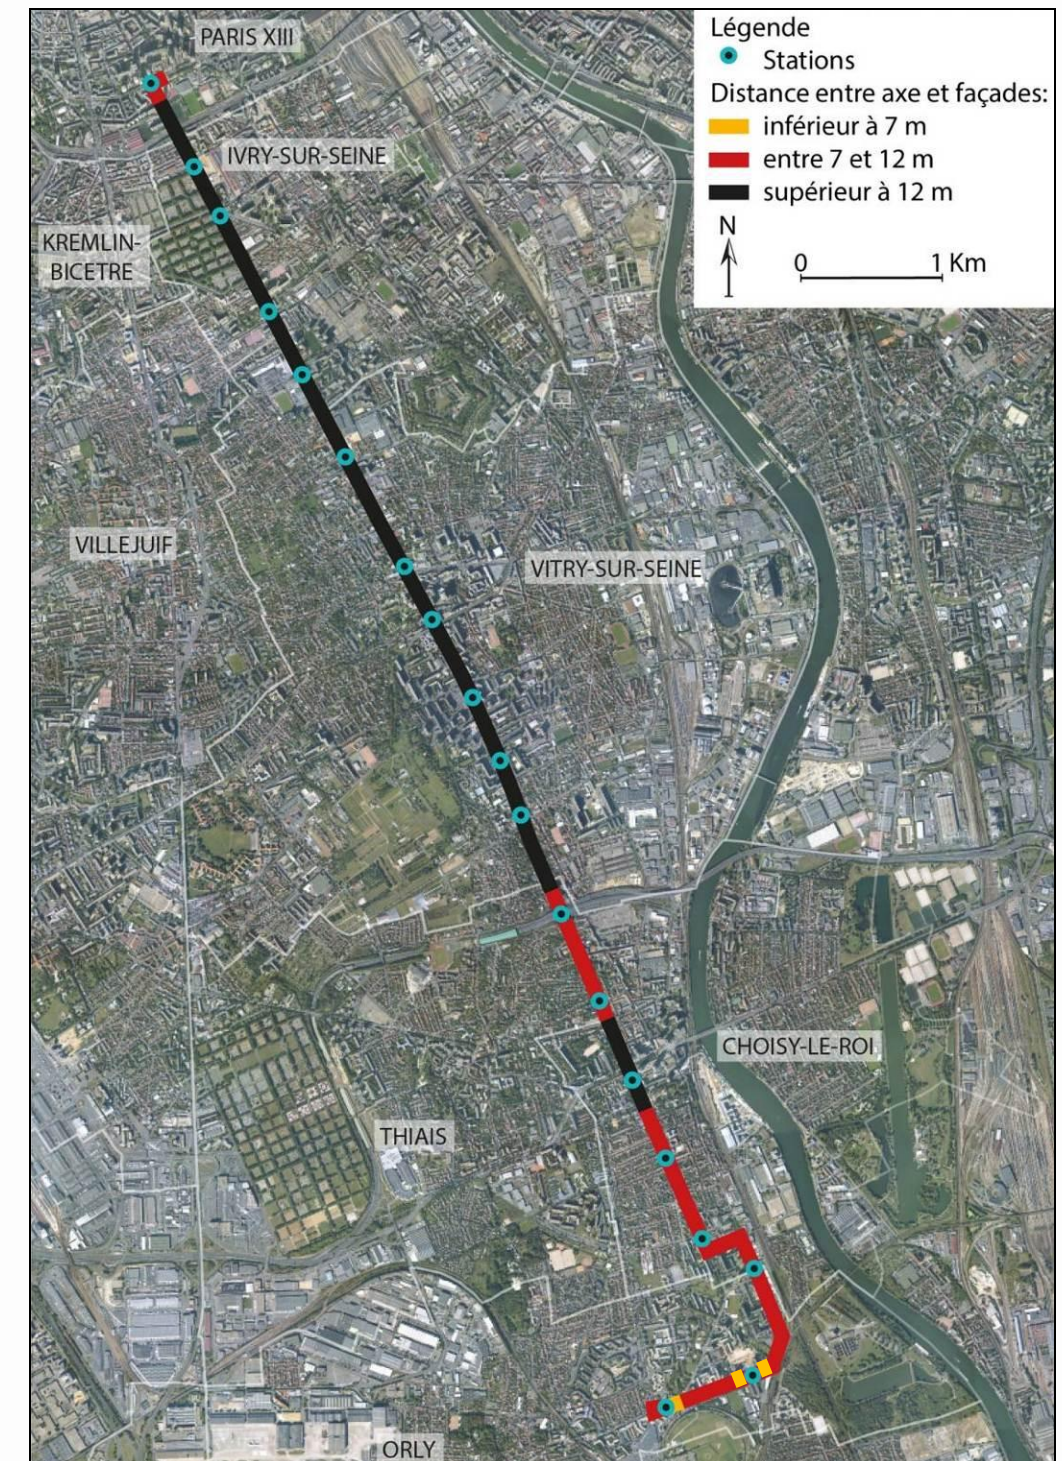 PARIS XIII
Légende
Stations
Distance entre axe et façades:
inférieur à 7 m
entre 7 et 12 m
supérieur à 12 m
N
0 1 Km
IVRY-SUR-SEINE
KREMLIN-
BICETRE
VILLEJUIF
VITRY-SUR-SEINE
CHOISY-LE-ROI
THIAIS
ORLY